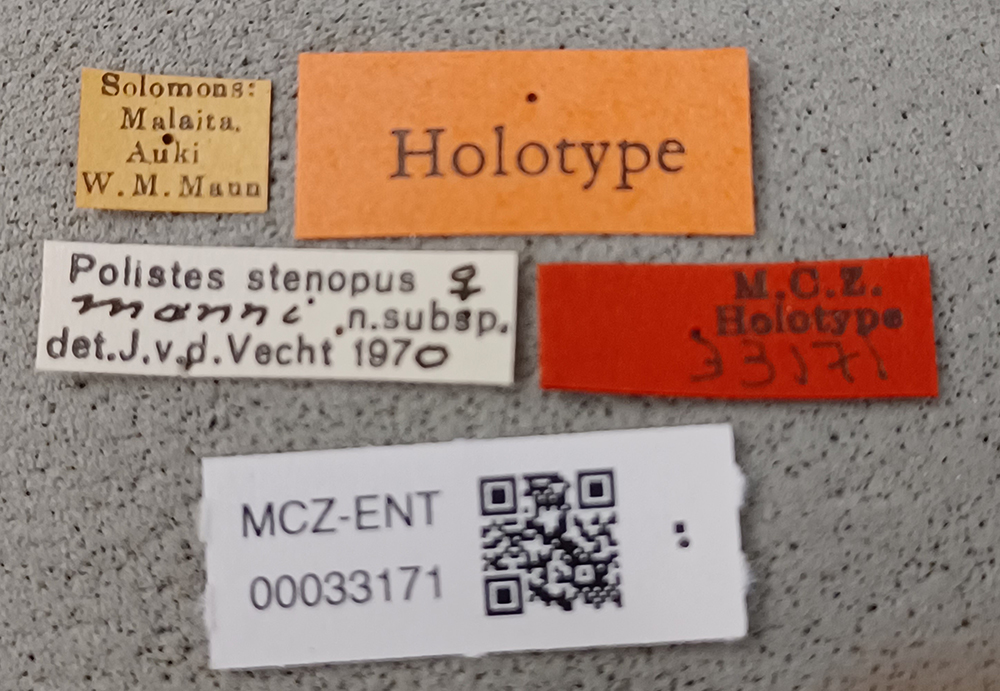 Solomons:
Malaita,
Auki
W. M. Mann
Holotype
Polistes stenopus ♀
manni .n.subsp.
det.J.v.d.Vecht 1970
M.C.Z.
Holotype
33171
MCZ-ENT
00033171